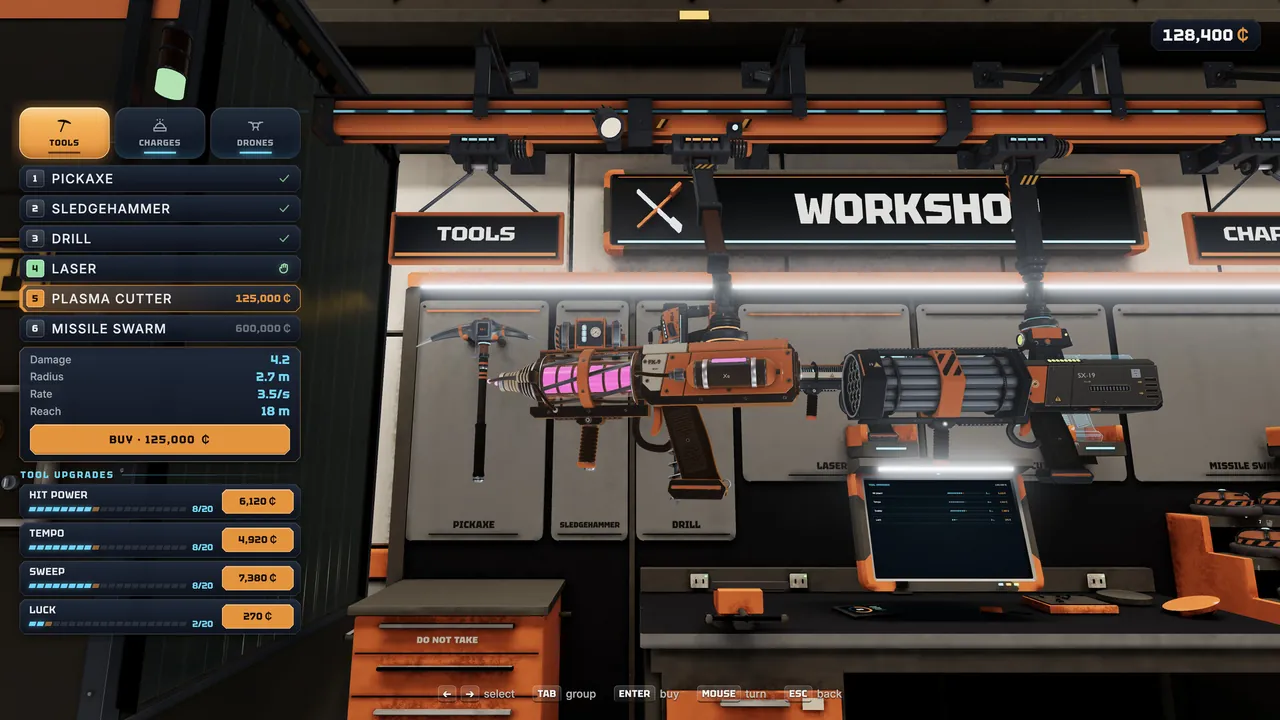 128,400 ₵
TOOLS
CHARGES
DRONES
1 PICKAXE
2 SLEDGEHAMMER
3 DRILL
4 LASER
5 PLASMA CUTTER 125,000 ₵
6 MISSILE SWARM 600,000 ₵
Damage 4.2
Radius 2.7 m
Rate 3.5/s
Reach 18 m
BUY · 125,000 ₵
TOOL UPGRADES
HIT POWER 8/20 6,120 ₵
TEMPO 8/20 4,920 ₵
SWEEP 8/20 7,380 ₵
LUCK 2/20 270 ₵
TOOLS
WORKSHO
CHAR
Xe
SX-19
LASER
MISSILE SWA
PICKAXE
SLEDGEHAMMER
DRILL
DO NOT TAKE
← → select TAB group ENTER buy MOUSE turn ESC back